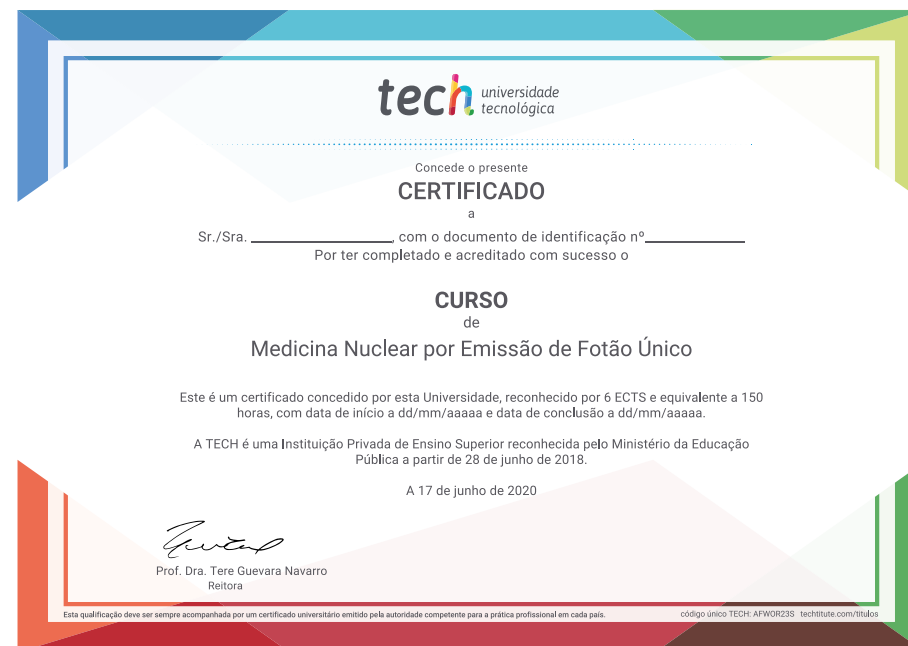 tech universidade
tecnológica
Concede o presente
CERTIFICADO
a
Sr./Sra. ________________, com o documento de identificação nº____________
Por ter completado e acreditado com sucesso o
CURSO
de
Medicina Nuclear por Emissão de Fotão Único
Este é um certificado concedido por esta Universidade, reconhecido por 6 ECTS e equivalente a 150
horas, com data de início a dd/mm/aaaaa e data de conclusão a dd/mm/aaaaa.
A TECH é uma Instituição Privada de Ensino Superior reconhecida pelo Ministério da Educação
Pública a partir de 28 de junho de 2018.
A 17 de junho de 2020
Prof. Dra. Tere Guevara Navarro
Reitora
Esta qualificação deve ser sempre acompanhada por um certificado universitário emitido pela autoridade competente para a prática profissional em cada país.
código único TECH: AFWOR23S techtitute.com/titulos